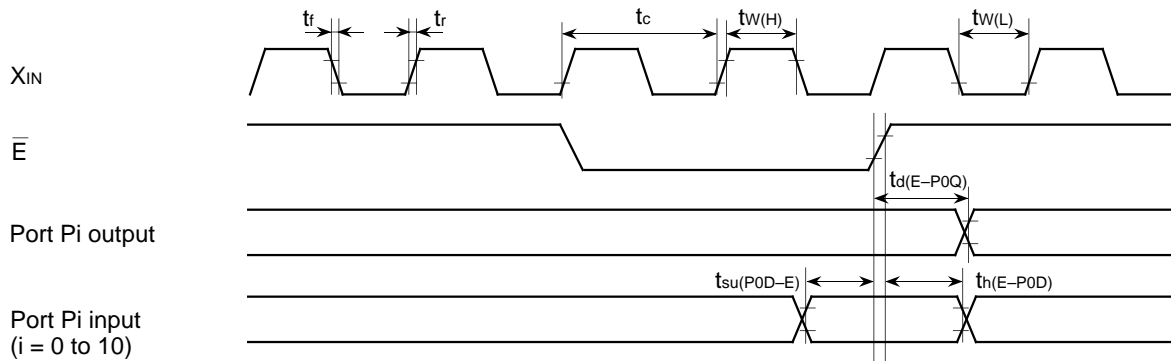 tf tr tc tW(H) tW(L)
XIN
E
td(E–P0Q)
Port Pi output
tsu(P0D–E) th(E–P0D)
Port Pi input
(i = 0 to 10)